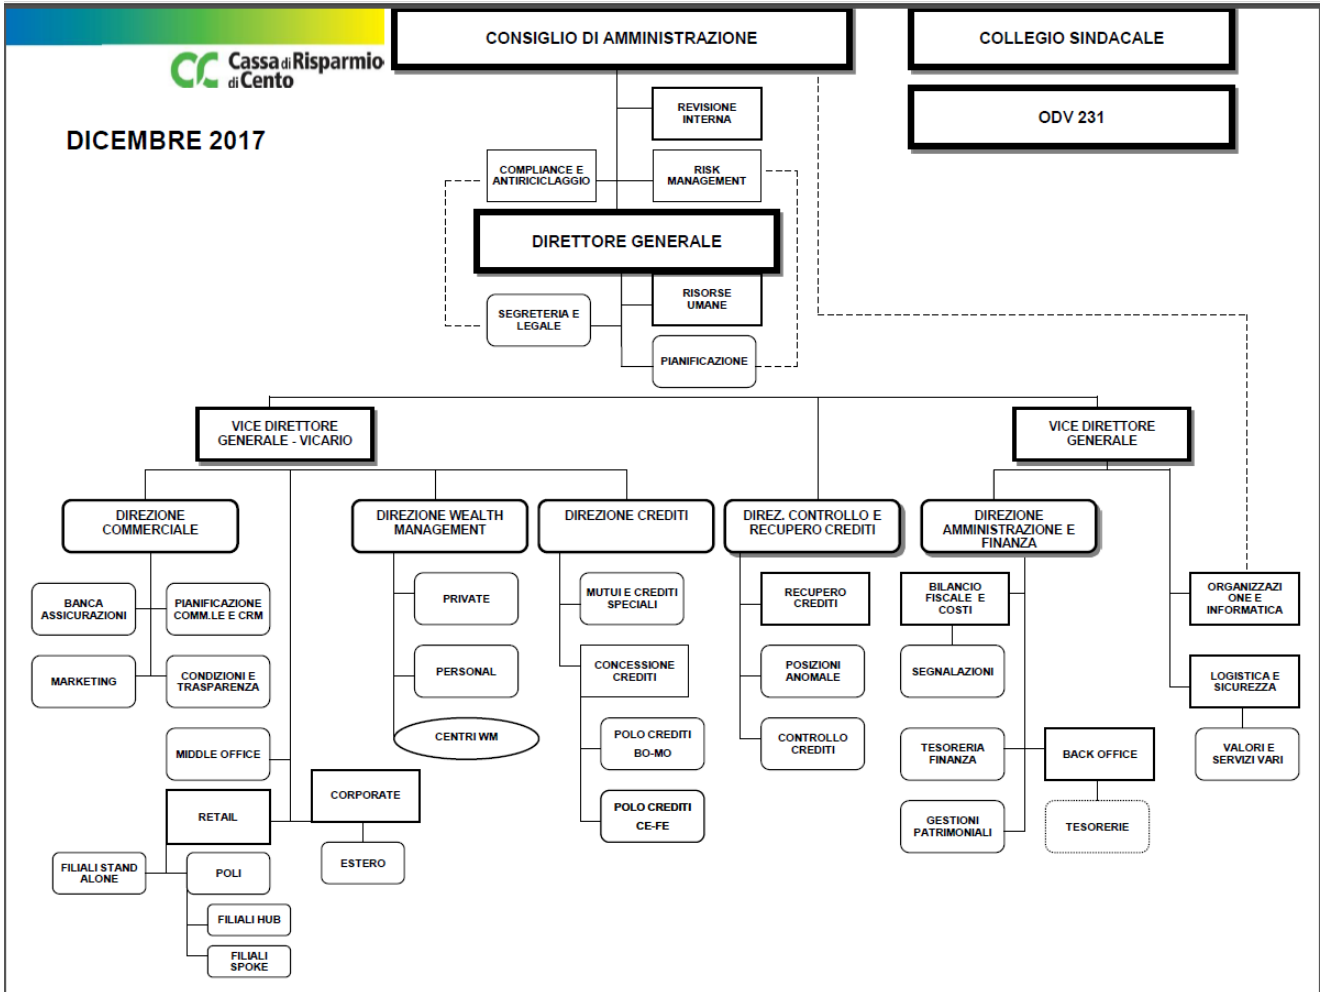 CONSIGLIO DI AMMINISTRAZIONE
COLLEGIO SINDACALE
Cassa di Risparmio
di Cento
ODV 231
DICEMBRE 2017
REVISIONE
INTERNA
COMPLIANCE E
ANTIRICICLAGGIO
RISK
MANAGEMENT
DIRETTORE GENERALE
RISORSE
UMANE
SEGRETERIA E
LEGALE
PIANIFICAZIONE
VICE DIRETTORE
GENERALE - VICARIO
VICE DIRETTORE
GENERALE
DIREZIONE
COMMERCIALE
DIREZIONE WEALTH
MANAGEMENT
DIREZIONE CREDITI
DIREZ. CONTROLLO E
RECUPERO CREDITI
DIREZIONE
AMMINISTRAZIONE E
FINANZA
BANCA
ASSICURAZIONI
PIANIFICAZIONE
COMM.LE E CRM
PRIVATE
MUTUI E CREDITI
SPECIALI
RECUPERO
CREDITI
BILANCIO
FISCALE E
COSTI
ORGANIZZAZI
ONE E
INFORMATICA
MARKETING
CONDIZIONI E
TRASPARENZA
PERSONAL
CONCESSIONE
CREDITI
POSIZIONI
ANOMALE
SEGNALAZIONI
LOGISTICA E
SICUREZZA
MIDDLE OFFICE
CENTRI WM
POLO CREDITI
BO-MO
CONTROLLO
CREDITI
TESORERIA
FINANZA
BACK OFFICE
VALORI E
SERVIZI VARI
RETAIL
CORPORATE
POLO CREDITI
CE-FE
GESTIONI
PATRIMONIALI
TESORERIE
FILIALI STAND
ALONE
POLI
ESTERO
FILIALI HUB
FILIALI
SPOKE